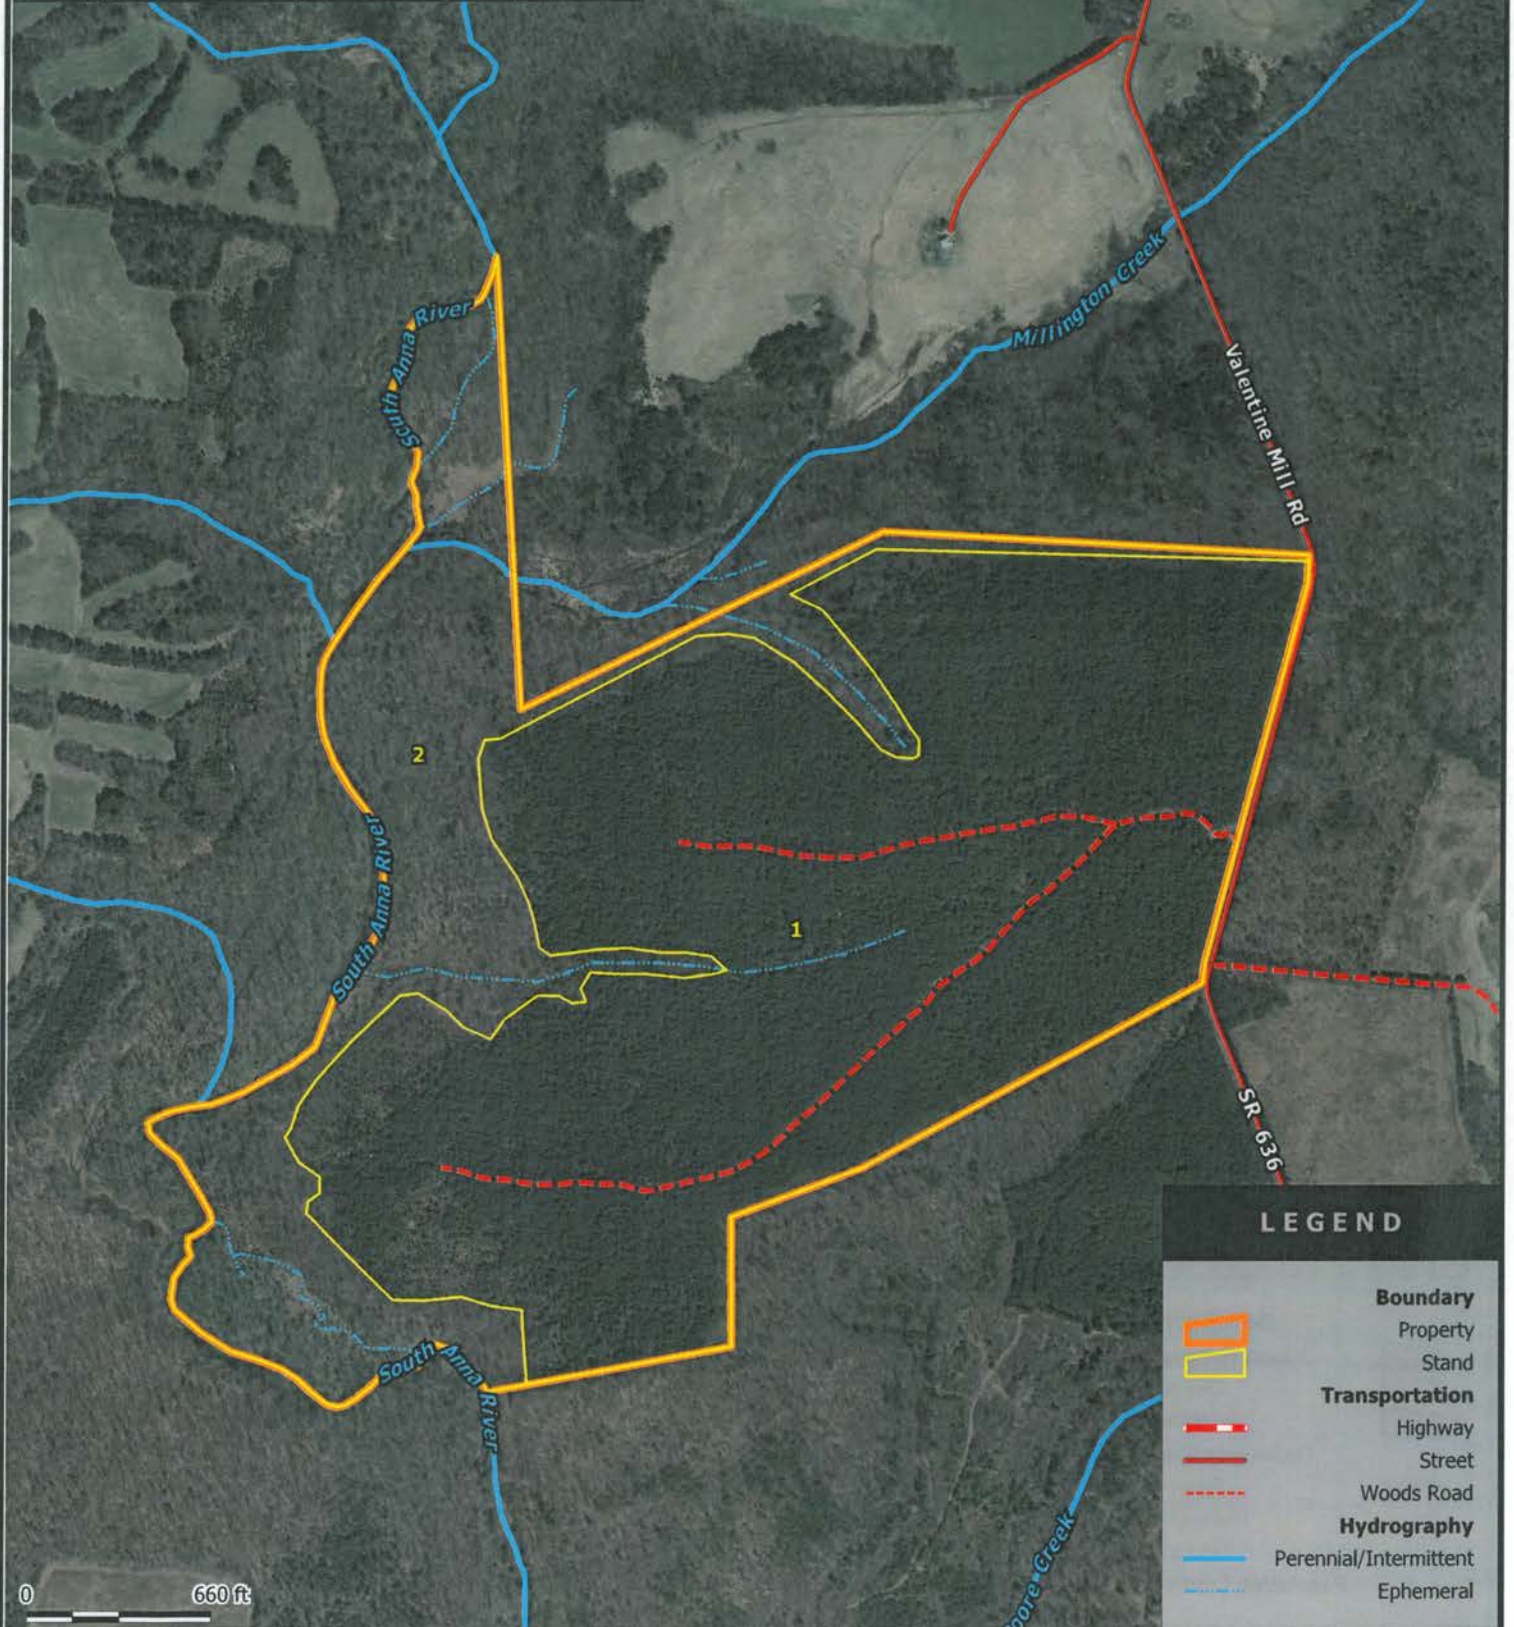 South Anna River
Millington Creek
Valentine Mill Rd
2
South Anna River
1
SR 636
South Anna River
0 660 ft
LEGEND
Boundary
Property
Stand
Transportation
Highway
Street
Woods Road
Hydrography
Perennial/Intermittent
Ephemeral
Creek